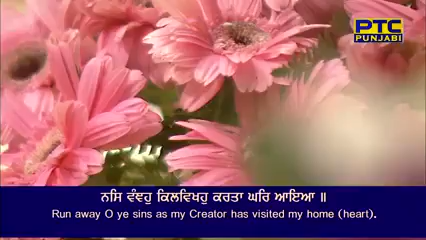 PTC
PUNJABI
ਨਸਿ ਵੰਞਹੁ ਕਿਲਵਿਖਹੁ ਕਰਤਾ ਘਰਿ ਆਇਆ ॥
Run away O ye sins as my Creator has visited my home (heart).